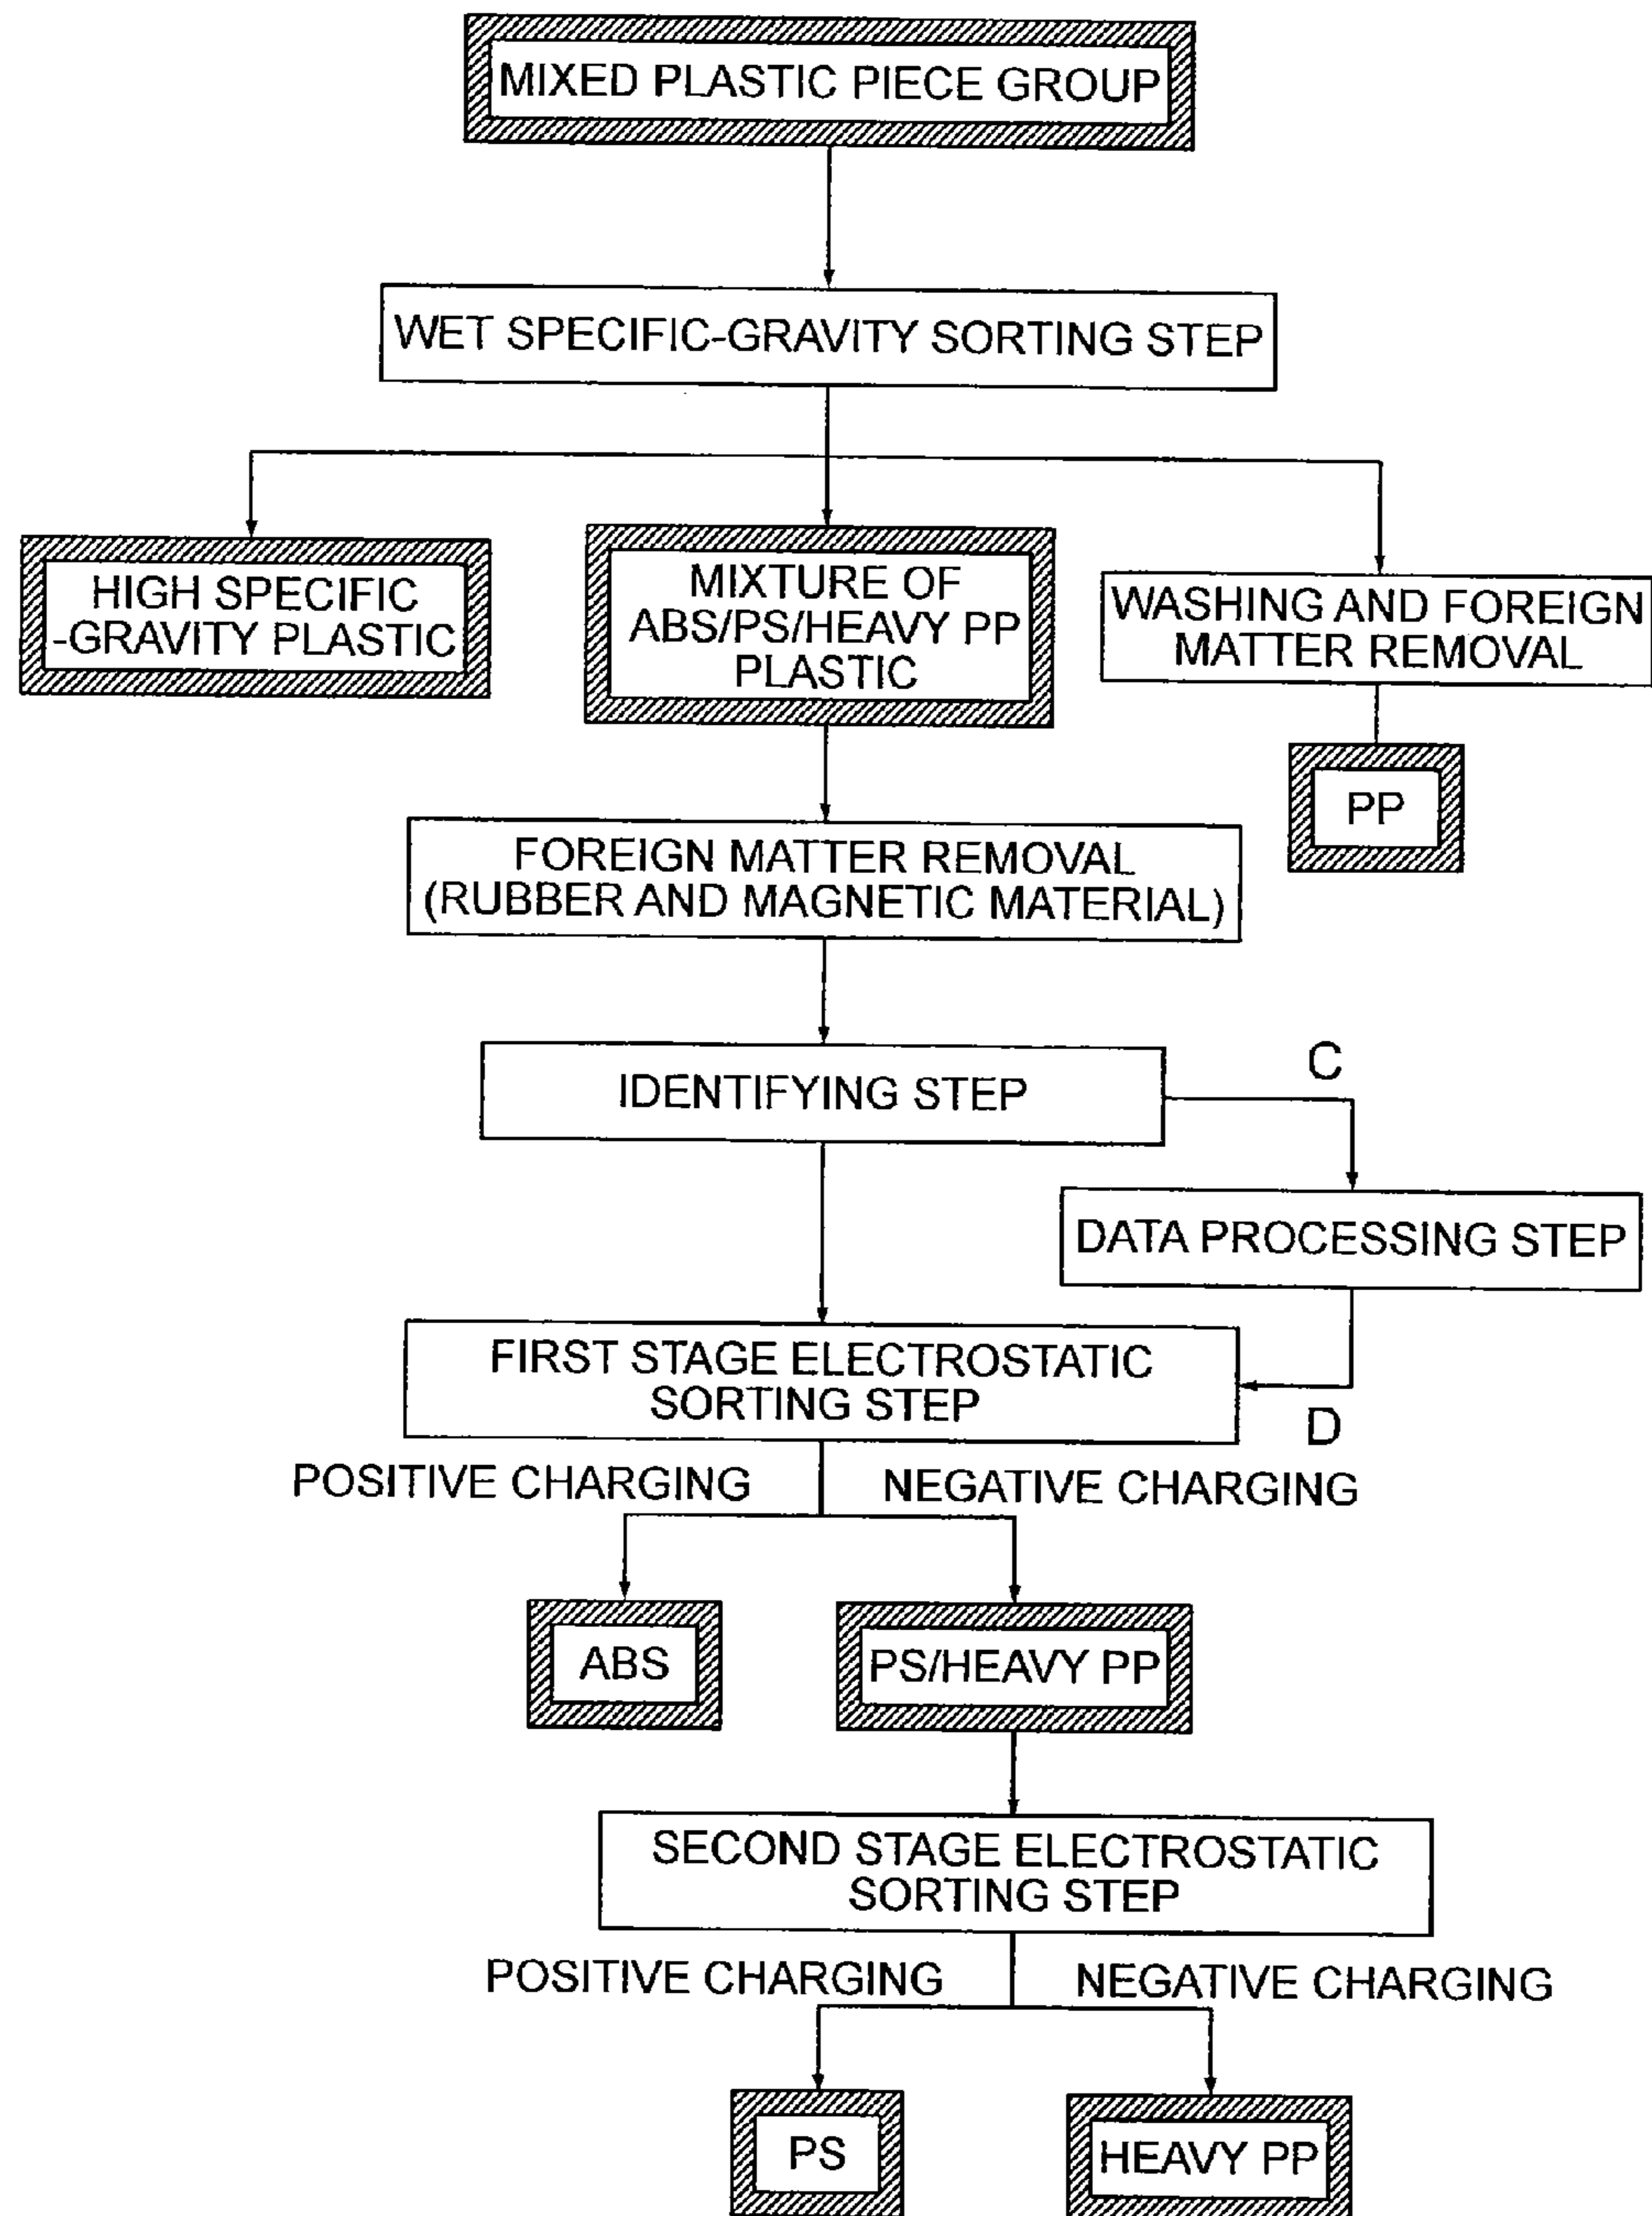 MIXED PLASTIC PIECE GROUP
WET SPECIFIC-GRAVITY SORTING STEP
HIGH SPECIFIC
-GRAVITY PLASTIC
MIXTURE OF
ABS/PS/HEAVY PP
PLASTIC
WASHING AND FOREIGN
MATTER REMOVAL
PP
FOREIGN MATTER REMOVAL
(RUBBER AND MAGNETIC MATERIAL)
IDENTIFYING STEP
C
DATA PROCESSING STEP
FIRST STAGE ELECTROSTATIC
SORTING STEP
D
POSITIVE CHARGING
NEGATIVE CHARGING
ABS
PS/HEAVY PP
SECOND STAGE ELECTROSTATIC
SORTING STEP
POSITIVE CHARGING
NEGATIVE CHARGING
PS
HEAVY PP